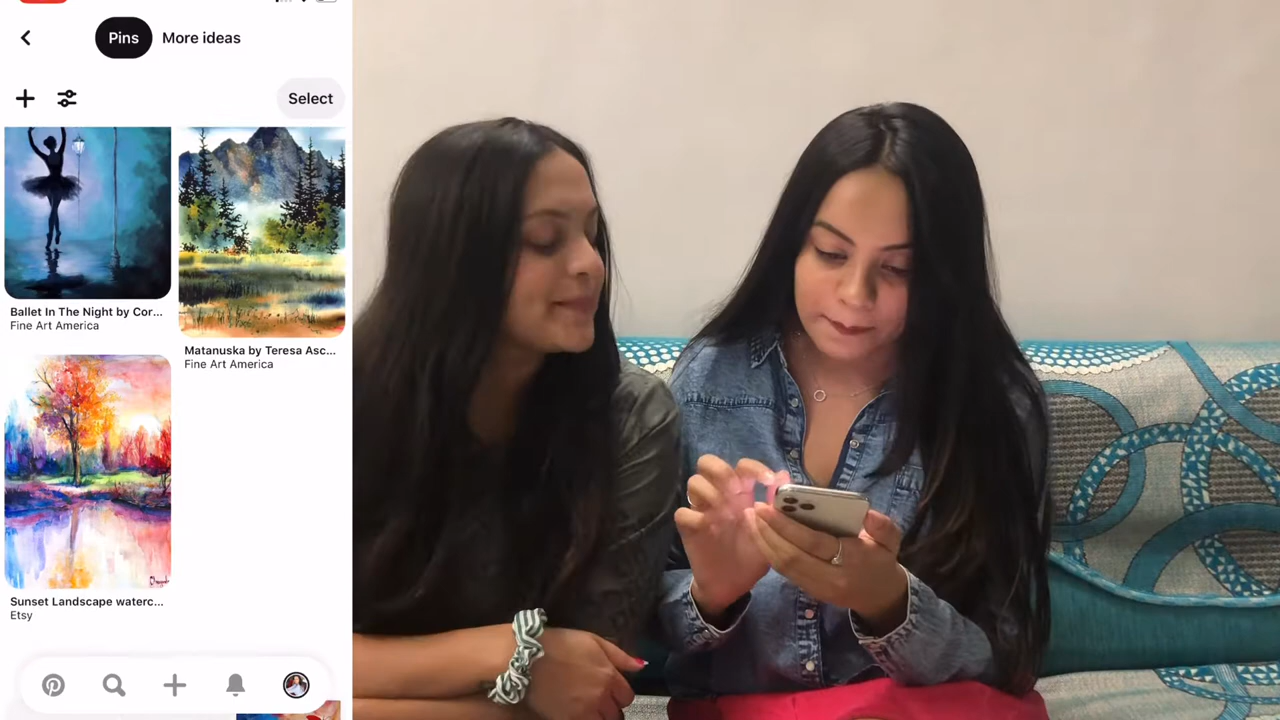 Pins
More ideas
Select
Ballet In The Night by Cor...
Fine Art America
Matanuska by Teresa Asc...
Fine Art America
Sunset Landscape waterc...
Etsy